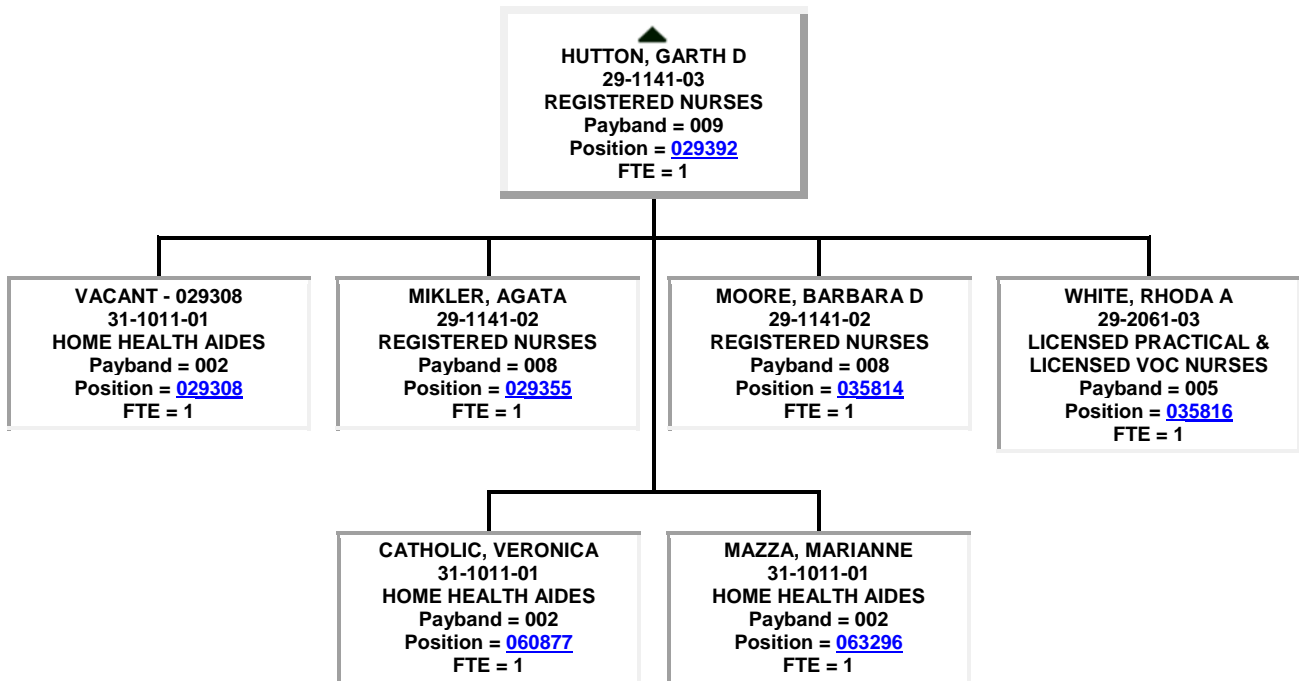 HUTTON, GARTH D
29-1141-03
REGISTERED NURSES
Payband = 009
Position = 029392
FTE = 1
VACANT - 029308
31-1011-01
HOME HEALTH AIDES
Payband = 002
Position = 029308
FTE = 1
MIKLER, AGATA
29-1141-02
REGISTERED NURSES
Payband = 008
Position = 029355
FTE = 1
MOORE, BARBARA D
29-1141-02
REGISTERED NURSES
Payband = 008
Position = 035814
FTE = 1
WHITE, RHODA A
29-2061-03
LICENSED PRACTICAL &
LICENSED VOC NURSES
Payband = 005
Position = 035816
FTE = 1
CATHOLIC, VERONICA
31-1011-01
HOME HEALTH AIDES
Payband = 002
Position = 060877
FTE = 1
MAZZA, MARIANNE
31-1011-01
HOME HEALTH AIDES
Payband = 002
Position = 063296
FTE = 1